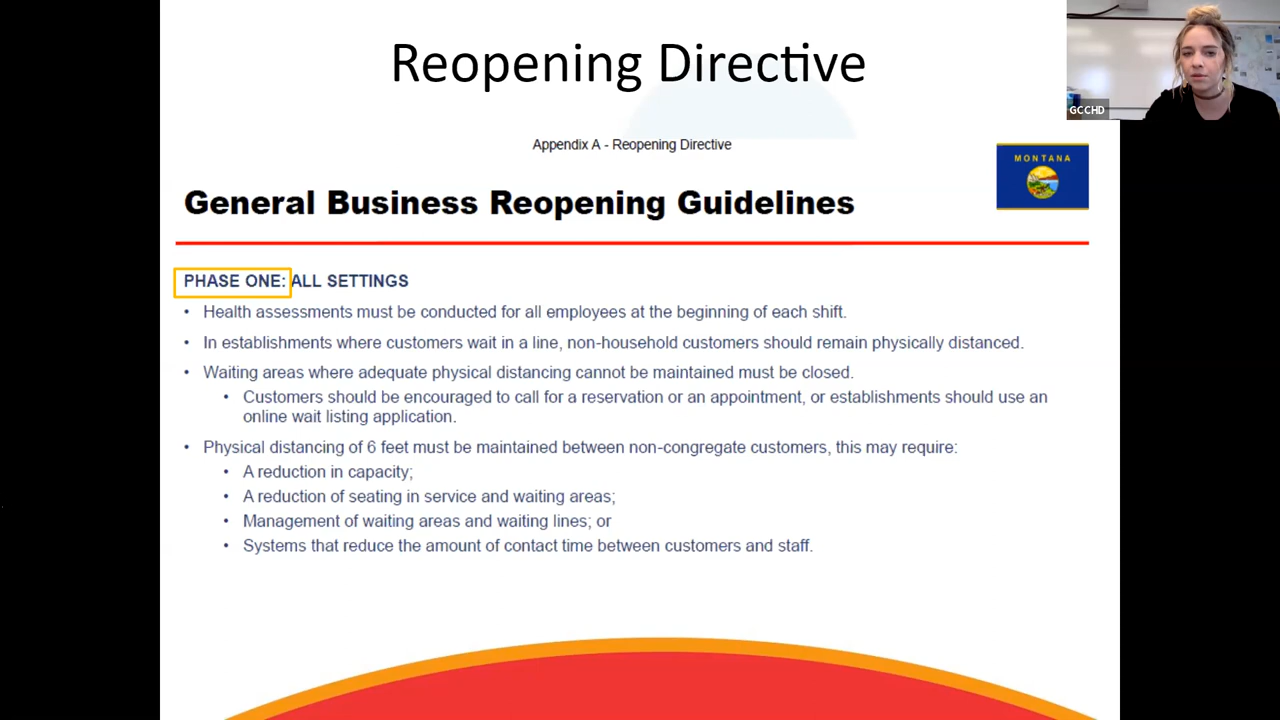 Reopening Directive
GCCHD
Appendix A - Reopening Directive
MONTANA
General Business Reopening Guidelines
PHASE ONE: ALL SETTINGS
• Health assessments must be conducted for all employees at the beginning of each shift.
• In establishments where customers wait in a line, non-household customers should remain physically distanced.
• Waiting areas where adequate physical distancing cannot be maintained must be closed.
• Customers should be encouraged to call for a reservation or an appointment, or establishments should use an
online wait listing application.
• Physical distancing of 6 feet must be maintained between non-congregate customers, this may require:
• A reduction in capacity;
• A reduction of seating in service and waiting areas;
• Management of waiting areas and waiting lines; or
• Systems that reduce the amount of contact time between customers and staff.